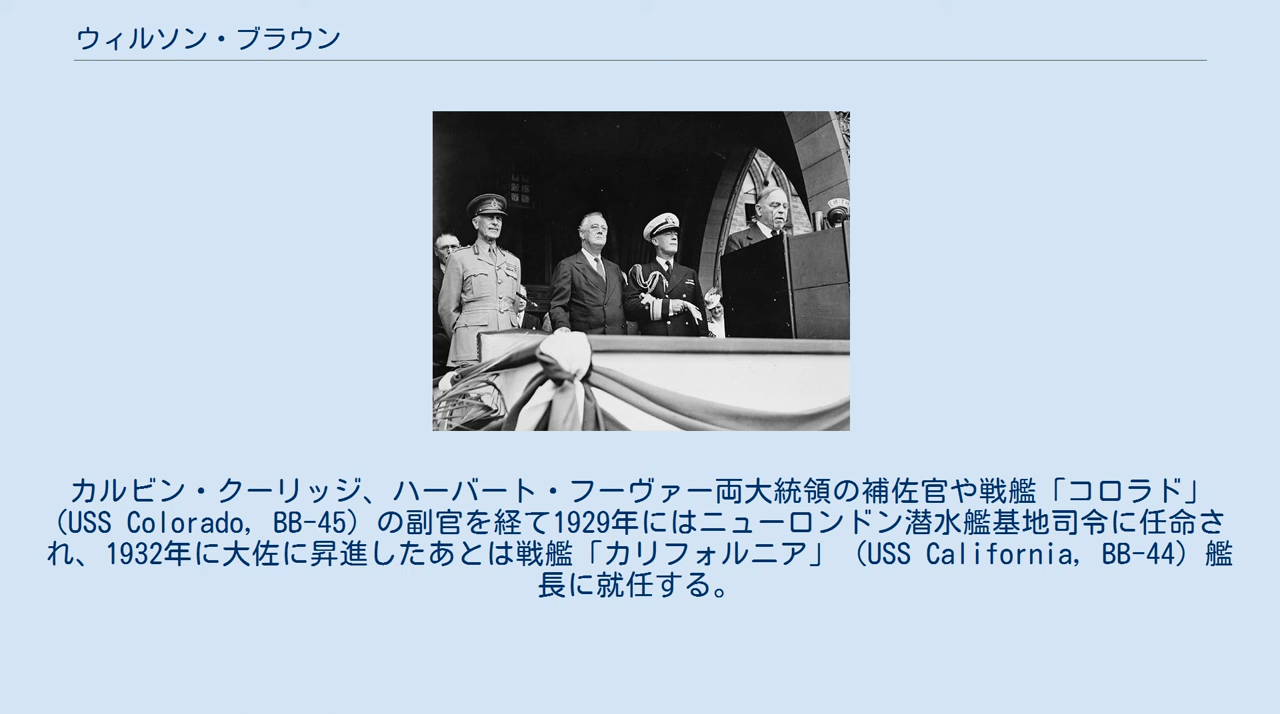 ウィルソン・ブラウン
カルビン・クーリッジ、ハーバート・フーヴァー両大統領の補佐官や戦艦「コロラド」
（USS Colorado, BB-45）の副官を経て1929年にはニューロンドン潜水艦基地司令に任命さ
れ、1932年に大佐に昇進したあとは戦艦「カリフォルニア」（USS California, BB-44）艦
長に就任する。